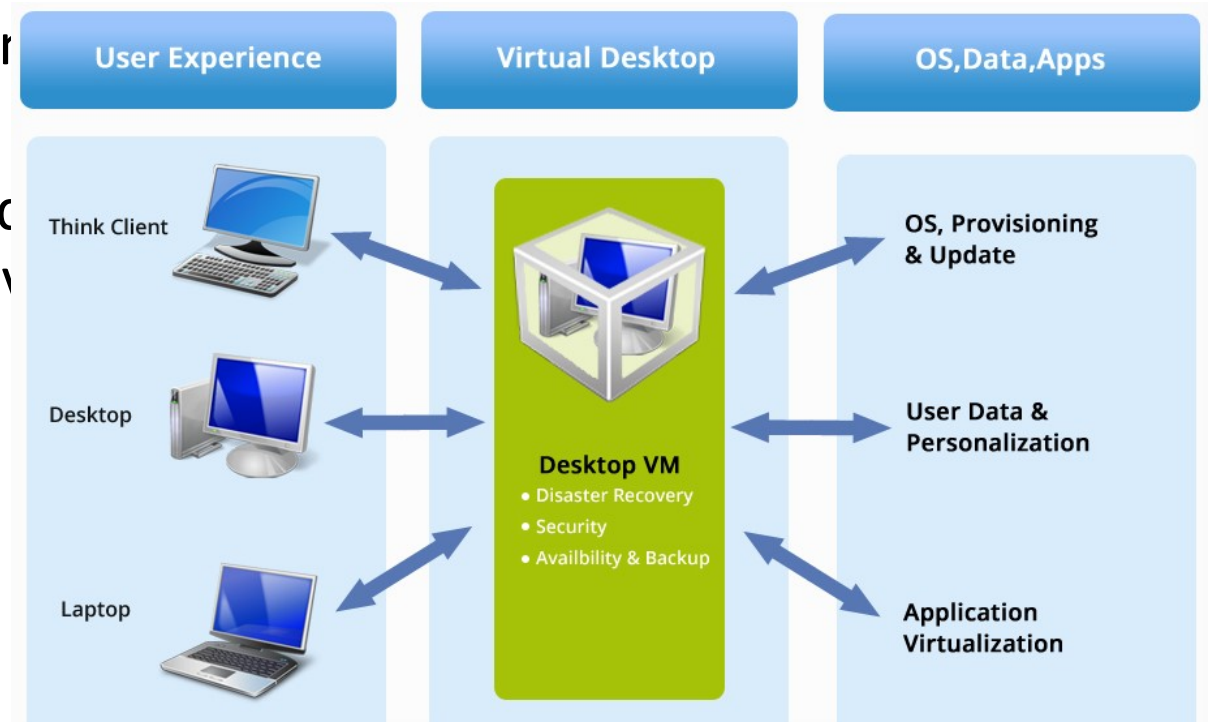 User Experience
Virtual Desktop
OS,Data,Apps
Think Client
Desktop
Laptop
Desktop VM
• Disaster Recovery
• Security
• Availbility & Backup
OS, Provisioning
& Update
User Data &
Personalization
Application
Virtualization